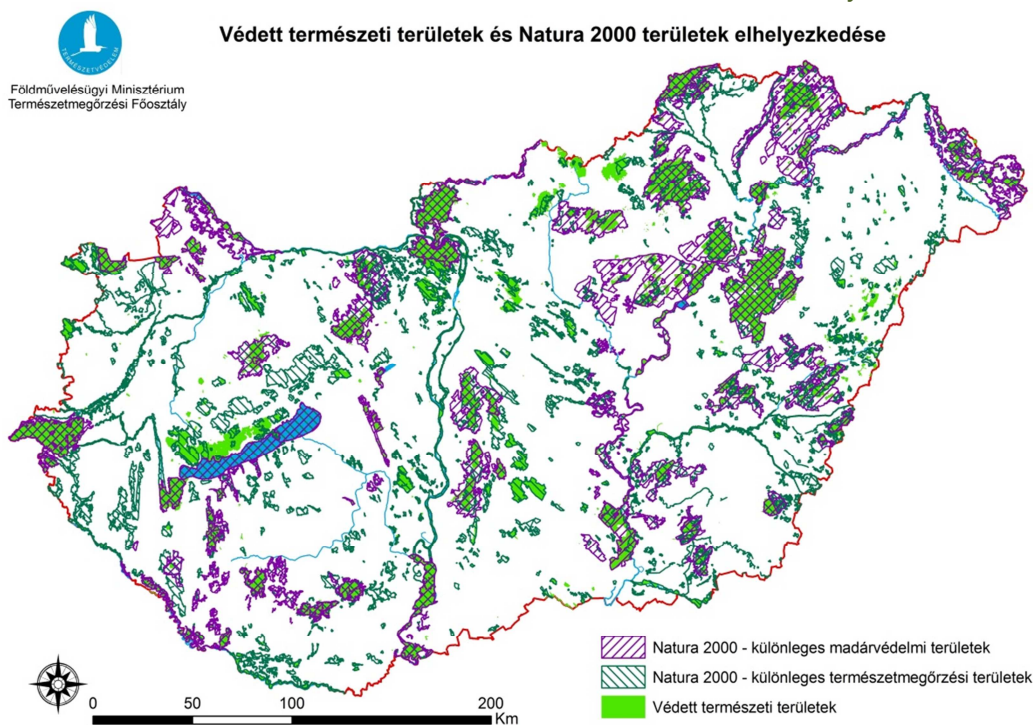 Védett természeti területek és Natura 2000 területek elhelyezkedése
TERMÉSZETVÉDELEM
Földművelésügyi Minisztérium
Természetmegőrzési Főosztály
Natura 2000 - különleges madárvédelmi területek
Natura 2000 - különleges természetmegőrzési területek
Védett természeti területek
0 50 100 200
Km